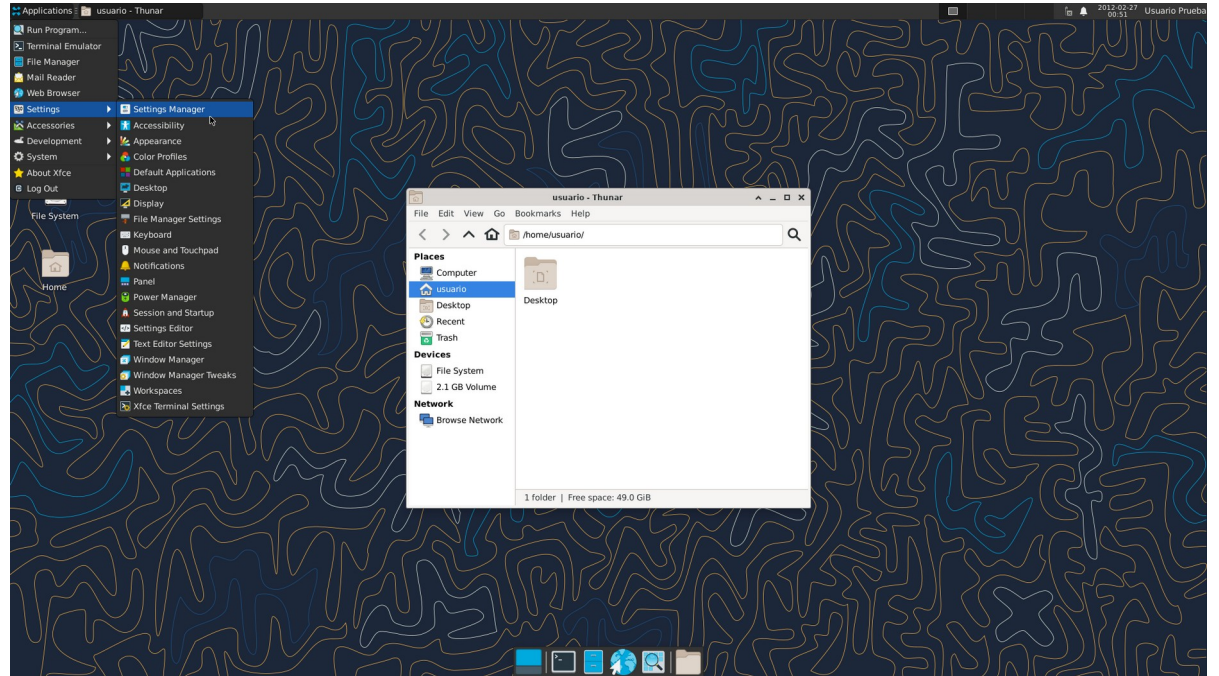 Applications
usuario - Thunar
2012-02-27
00:51
Usuario Prueba
Run Program...
Terminal Emulator
File Manager
Mail Reader
Web Browser
Settings
Accessories
Development
System
About Xfce
Log Out
Settings Manager
Accessibility
Appearance
Color Profiles
Default Applications
Desktop
Display
File Manager Settings
Keyboard
Mouse and Touchpad
Notifications
Panel
Power Manager
Session and Startup
Settings Editor
Text Editor Settings
Window Manager
Window Manager Tweaks
Workspaces
Xfce Terminal Settings
File System
Home
usuario - Thunar
File Edit View Go Bookmarks Help
/home/usuario/
Places
Computer
usuario
Desktop
Recent
Trash
Devices
File System
2.1 GB Volume
Network
Browse Network
Desktop
1 folder | Free space: 49.0 GiB